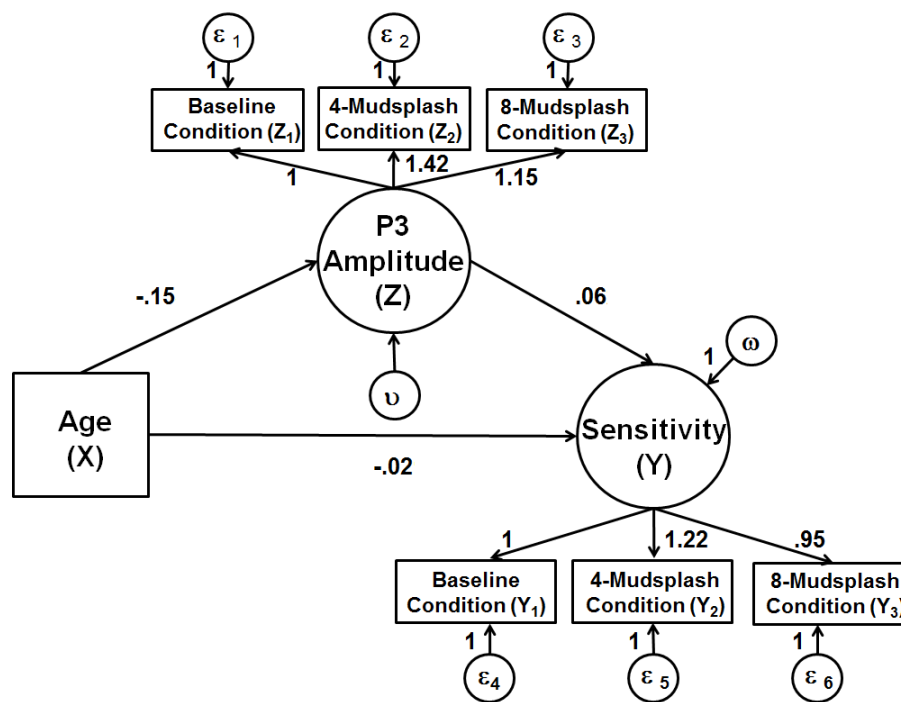 ε 1
ε 2
ε 3
1
1
1
Baseline
Condition (Z1)
4-Mudsplash
Condition (Z2)
8-Mudsplash
Condition (Z3)
1
1.42
1.15
P3
Amplitude
(Z)
-.15
.06
ω
1
υ
Age
(X)
Sensitivity
(Y)
-.02
1
1.22
.95
Baseline
Condition (Y1)
4-Mudsplash
Condition (Y2)
8-Mudsplash
Condition (Y3)
1
1
1
ε4
ε 5
ε 6